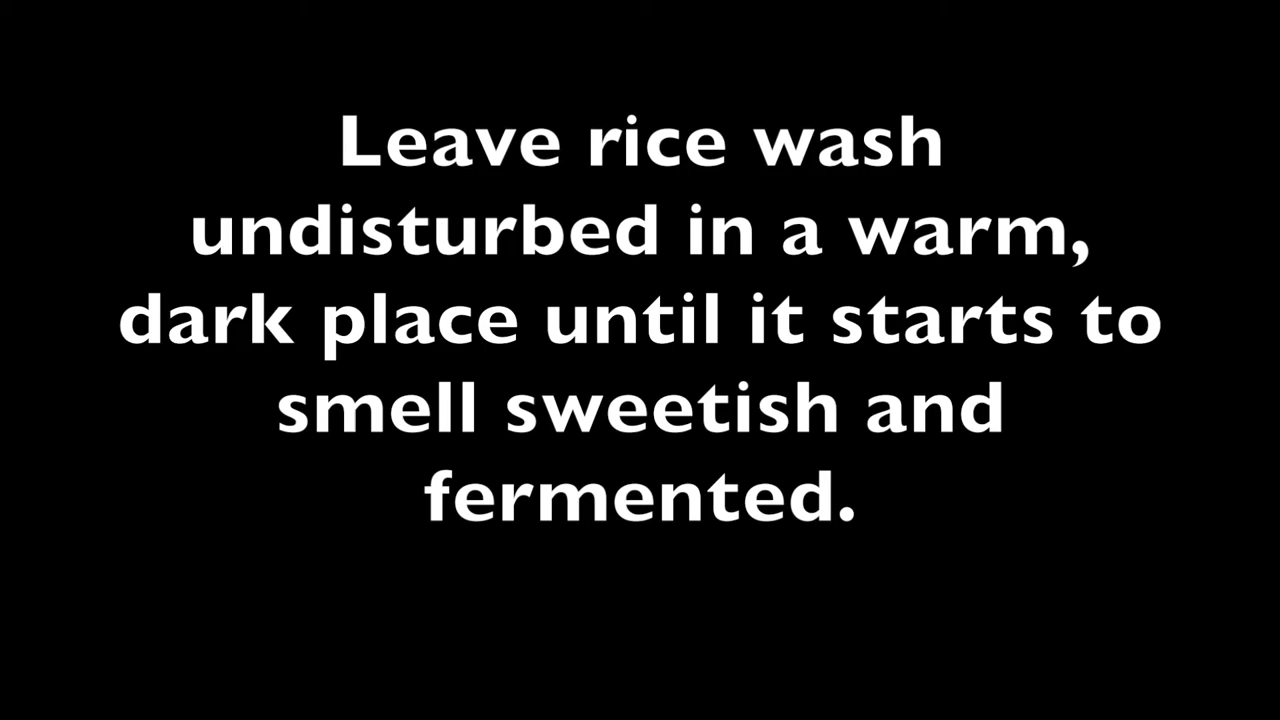 Leave rice wash
undisturbed in a warm,
dark place until it starts to
smell sweetish and
fermented.